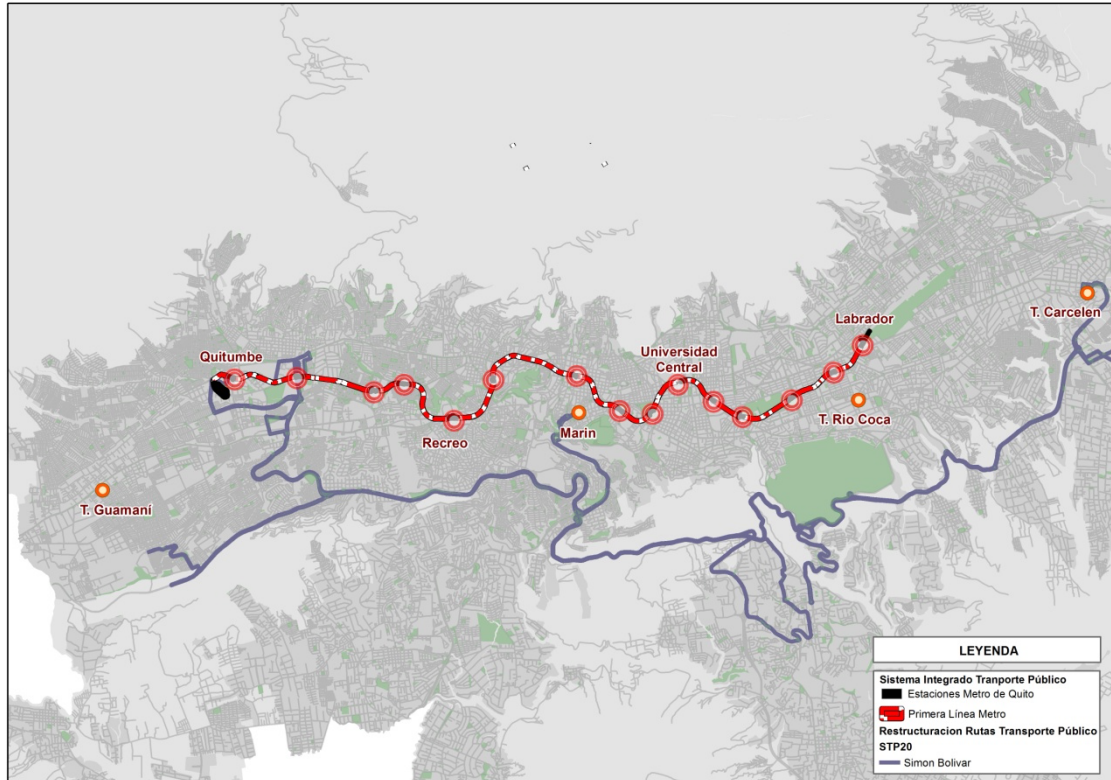 Labrador
T. Carcelen
Quitumbe
Universidad
Central
T. Rio Coca
Recreo
Marin
T. Guamaní
LEYENDA
Sistema Integrado Tranporte Público
Estaciones Metro de Quito
Primera Línea Metro
Restructuracion Rutas Transporte Público
STP20
Simon Bolivar